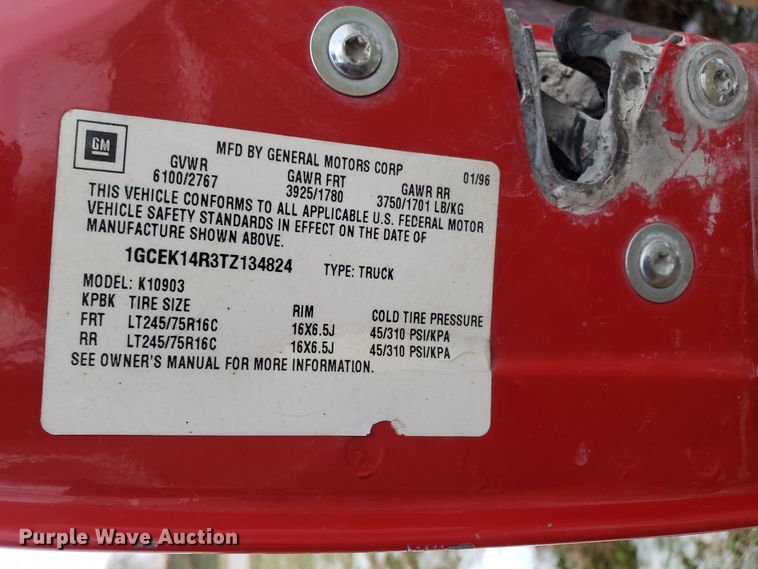 GM
MFD BY GENERAL MOTORS CORP 01/96
GVWR GAWR FRT GAWR RR
6100/2767 3925/1780 3750/1701 LB/KG
THIS VEHICLE CONFORMS TO ALL APPLICABLE U.S. FEDERAL MOTOR
VEHICLE SAFETY STANDARDS IN EFFECT ON THE DATE OF
MANUFACTURE SHOWN ABOVE.
1GCEK14R3TZ134824 TYPE: TRUCK
MODEL: K10903
KPBK TIRE SIZE RIM COLD TIRE PRESSURE
FRT LT245/75R16C 16X6.5J 45/310 PSI/KPA
RR LT245/75R16C 16X6.5J 45/310 PSI/KPA
SEE OWNER'S MANUAL FOR MORE INFORMATION.
Purple Wave Auction